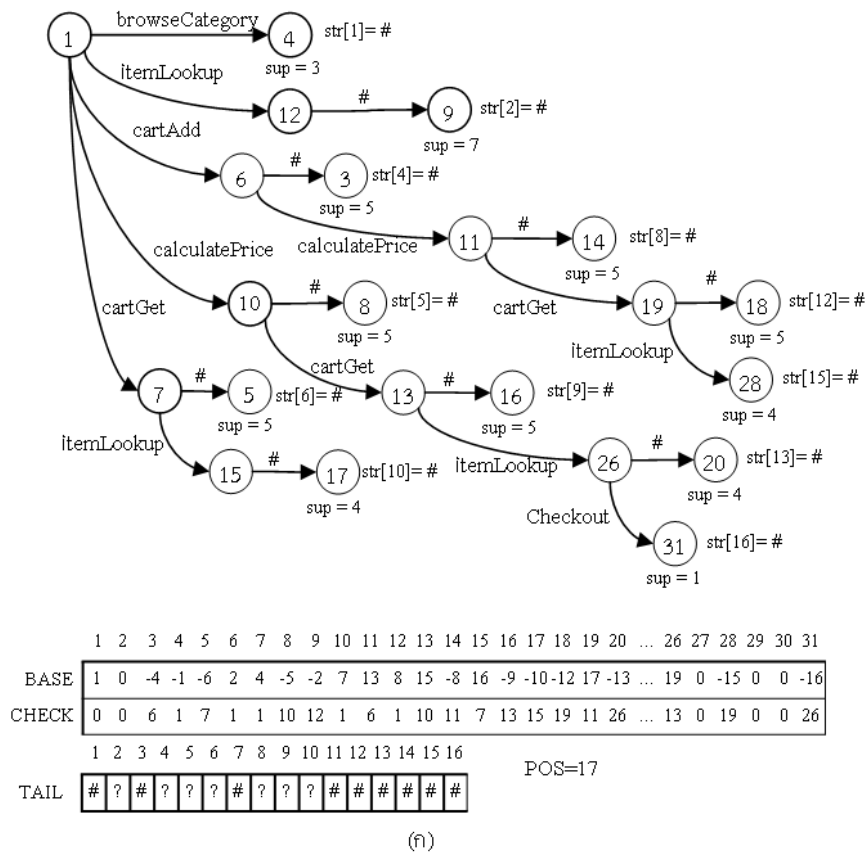 browseCategory
1
4
str[1]= #
sup = 3
itemLookup
12
#
9
str[2]= #
sup = 7
cartAdd
6
#
3
str[4]= #
sup = 5
calculatePrice
calculatePrice
11
#
14
str[8]= #
sup = 5
10
#
8
str[5]= #
sup = 5
cartGet
19
#
18
str[12]= #
sup = 5
cartGet
cartGet
itemLookup
28
str[15]= #
sup = 4
7
#
5
str[6]= #
sup = 5
13
#
16
str[9]= #
sup = 5
itemLookup
15
#
17
str[10]= #
sup = 4
itemLookup
26
#
20
str[13]= #
sup = 4
Checkout
31
str[16]= #
sup = 1
1 2 3 4 5 6 7 8 9 10 11 12 13 14 15 16 17 18 19 20 ... 26 27 28 29 30 31
BASE 1 0 -4 -1 -6 2 4 -5 -2 7 13 8 15 -8 16 -9 -10 -12 17 -13 ... 19 0 -15 0 0 -16
CHECK 0 0 6 1 7 1 1 10 12 1 6 1 10 11 7 13 15 19 11 26 ... 13 0 19 0 0 26
1 2 3 4 5 6 7 8 9 10 11 12 13 14 15 16
POS=17
TAIL # ? # ? ? ? # ? ? ? # # # # # #
(ก)